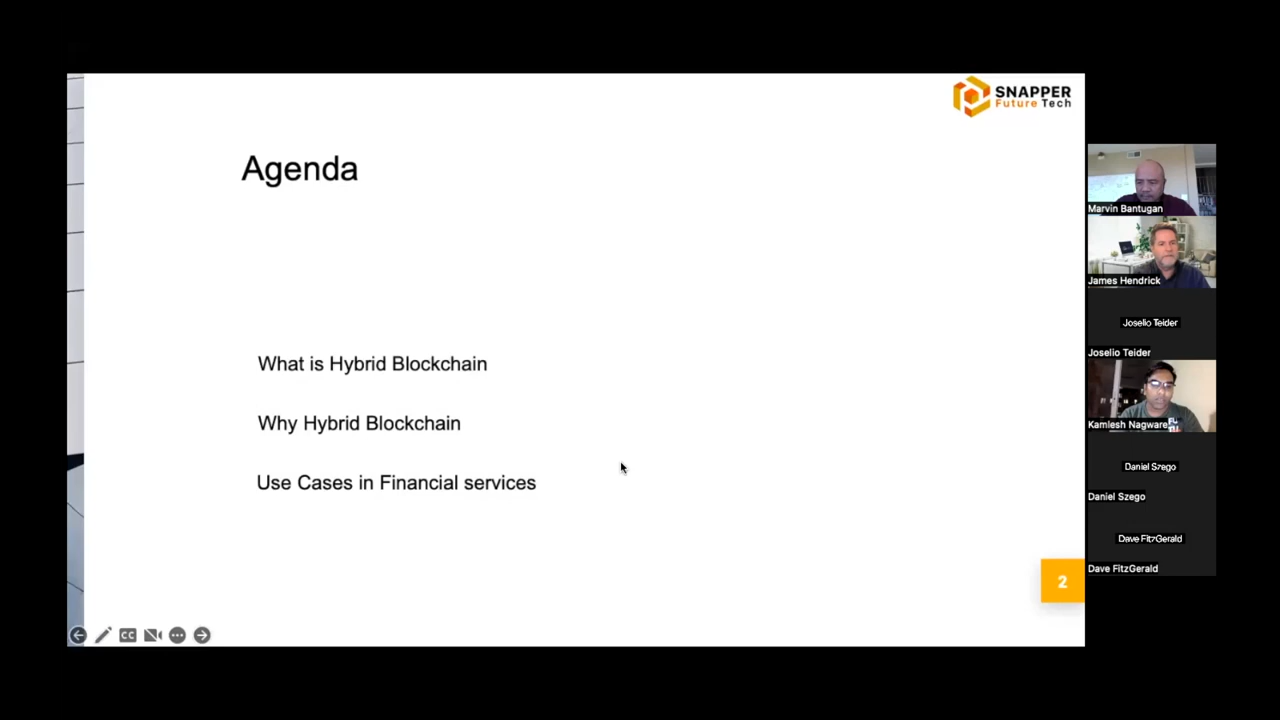 SNAPPER
Future Tech
Agenda
What is Hybrid Blockchain
Why Hybrid Blockchain
Use Cases in Financial services
2
CC
Marvin Bantugan
James Hendrick
Joselio Teider
Joselio Teider
Kamlesh Nagware
Daniel Szego
Daniel Szego
Dave FitzGerald
Dave FitzGerald